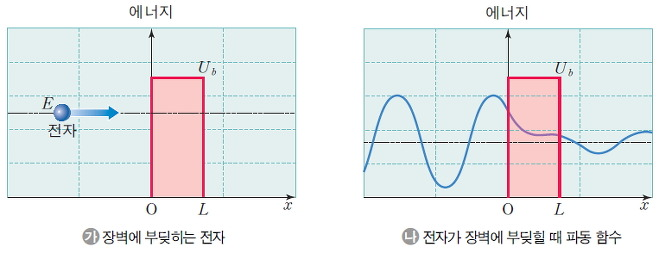 에너지
U_b
E
전자
O
L
x
가 장벽에 부딪히는 전자
에너지
U_b
O
L
x
나 전자가 장벽에 부딪힐 때 파동 함수